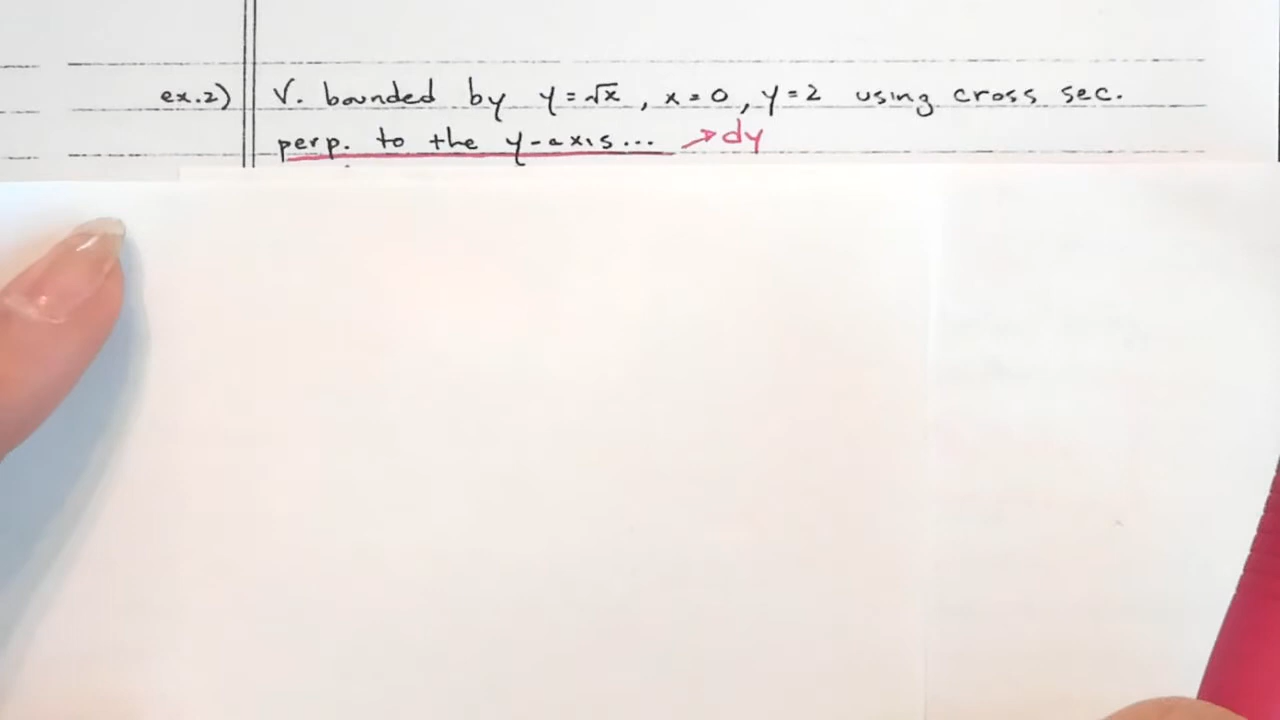 ex.2) V. bounded by y=√x, x=0, y=2 using cross sec.
perp. to the y-axis... →dy